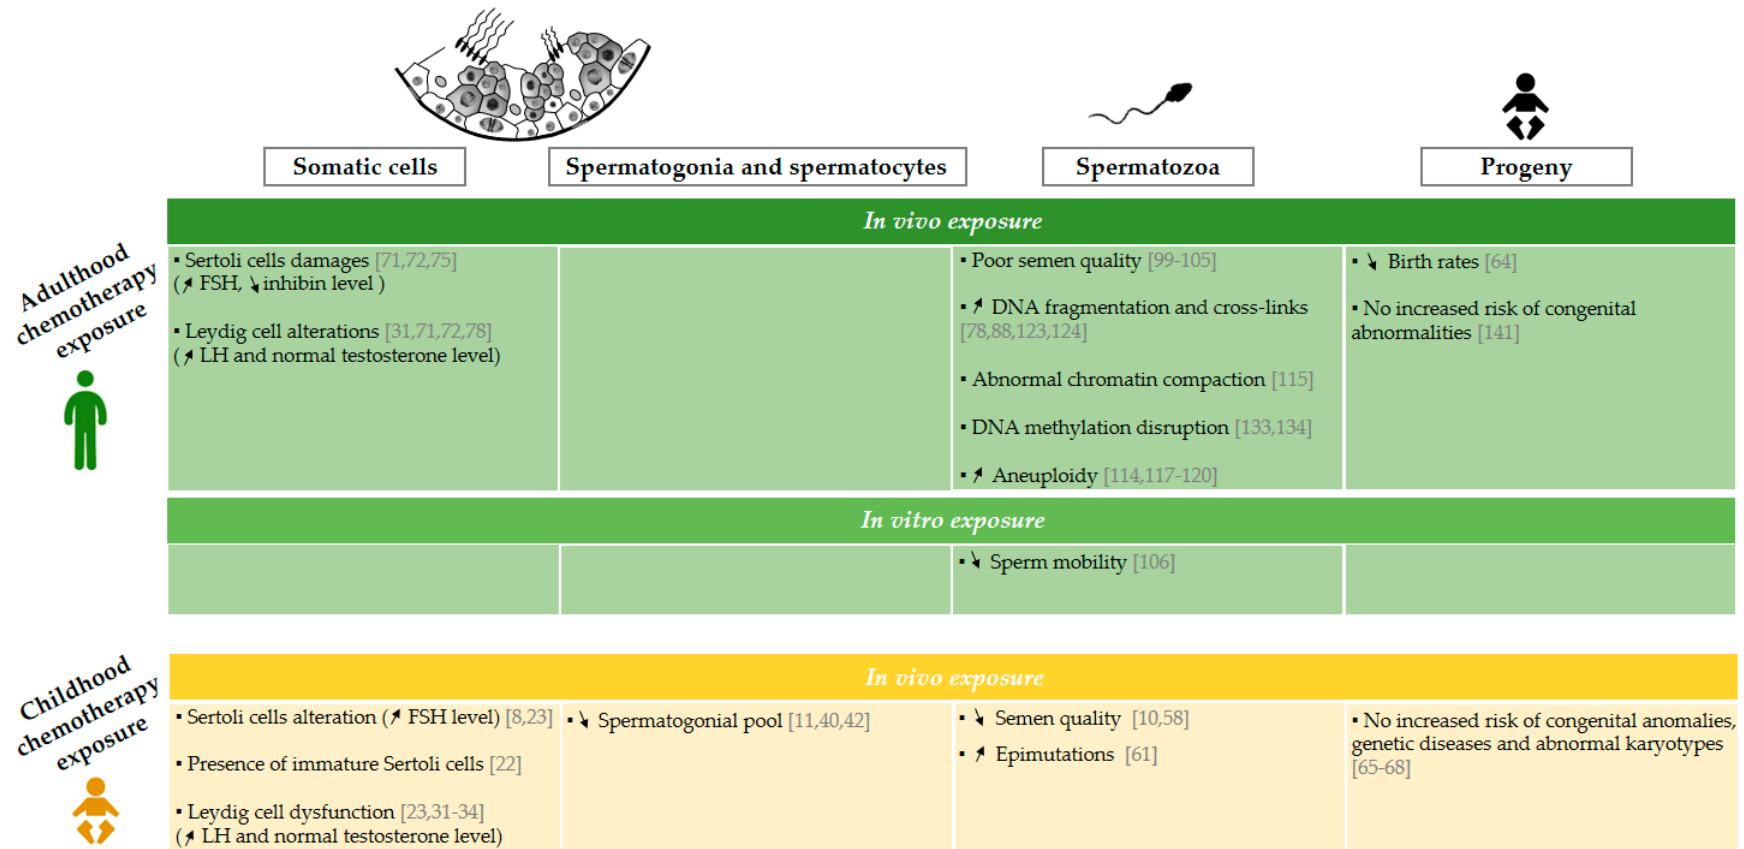 Somatic cells
Spermatogonia and spermatocytes
Spermatozoa
Progeny
Adulthood
chemotherapy
exposure
In vivo exposure
▪ Sertoli cells damages [71,72,75]
(↗ FSH, ↘ inhibin level )
▪ Leydig cell alterations [31,71,72,78]
(↗ LH and normal testosterone level)
▪ Poor semen quality [99-105]
▪ ↗ DNA fragmentation and cross-links
[78,88,123,124]
▪ Abnormal chromatin compaction [115]
▪ DNA methylation disruption [133,134]
▪ ↗ Aneuploidy [114,117-120]
▪ ↘ Birth rates [64]
▪ No increased risk of congenital
abnormalities [141]
In vitro exposure
▪ ↘ Sperm mobility [106]
Childhood
chemotherapy
exposure
In vivo exposure
▪ Sertoli cells alteration (↗ FSH level) [8,23]
▪ Presence of immature Sertoli cells [22]
▪ Leydig cell dysfunction [23,31-34]
(↗ LH and normal testosterone level)
▪ ↘ Spermatogonial pool [11,40,42]
▪ ↘ Semen quality [10,58]
▪ ↗ Epimutations [61]
▪ No increased risk of congenital anomalies,
genetic diseases and abnormal karyotypes
[65-68]